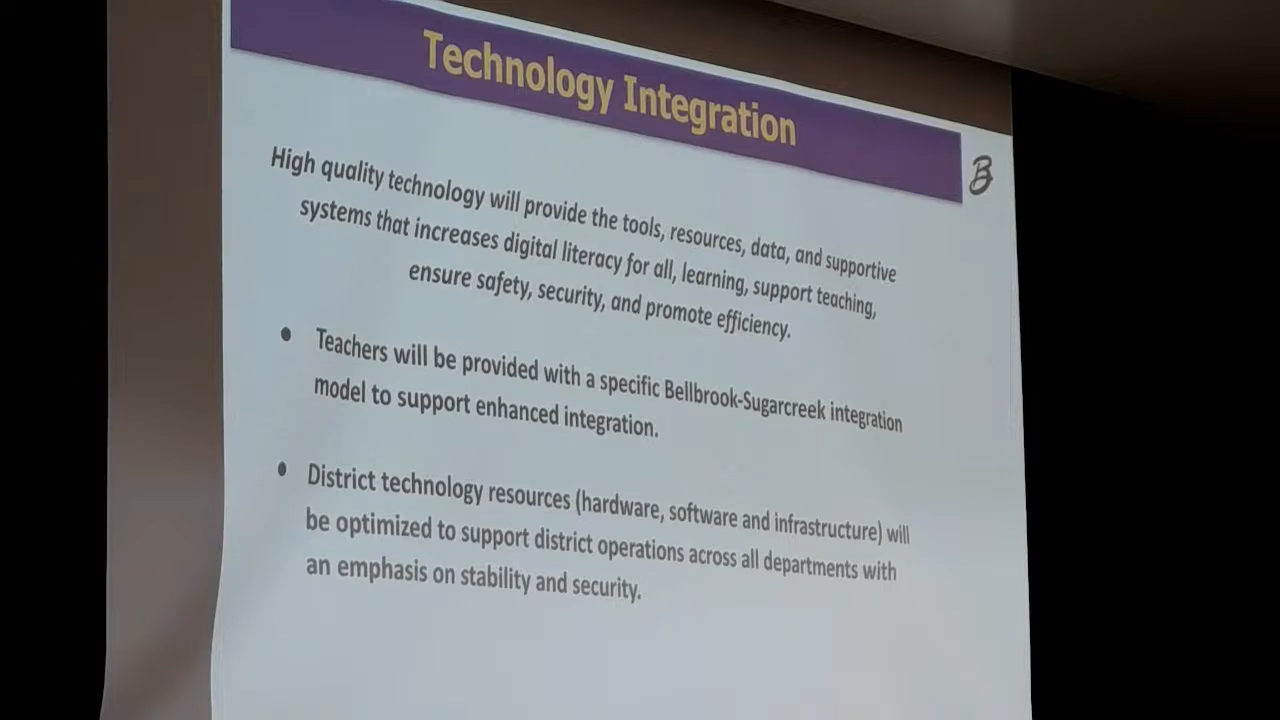 Technology Integration
B
High quality technology will provide the tools, resources, data, and supportive
systems that increases digital literacy for all, learning, support teaching,
ensure safety, security, and promote efficiency.
• Teachers will be provided with a specific Bellbrook-Sugarcreek integration
model to support enhanced integration.
• District technology resources (hardware, software and infrastructure) will
be optimized to support district operations across all departments with
an emphasis on stability and security.